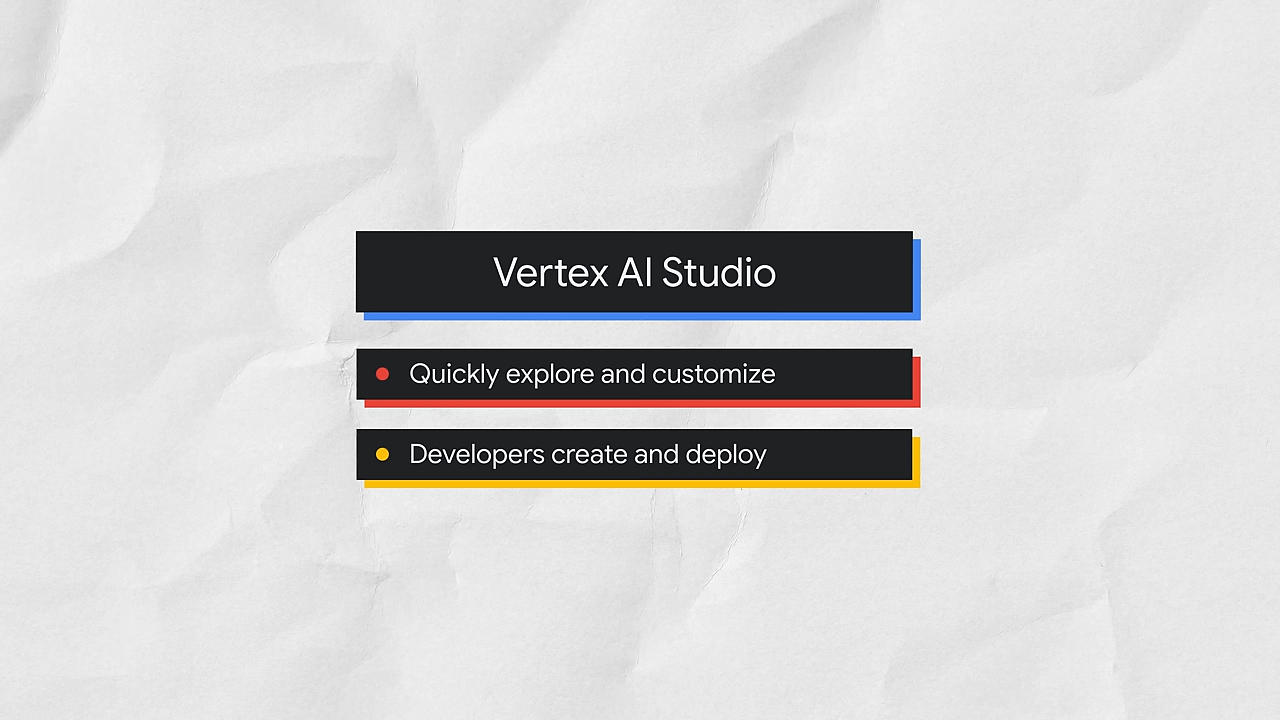 Vertex AI Studio
Quickly explore and customize
Developers create and deploy